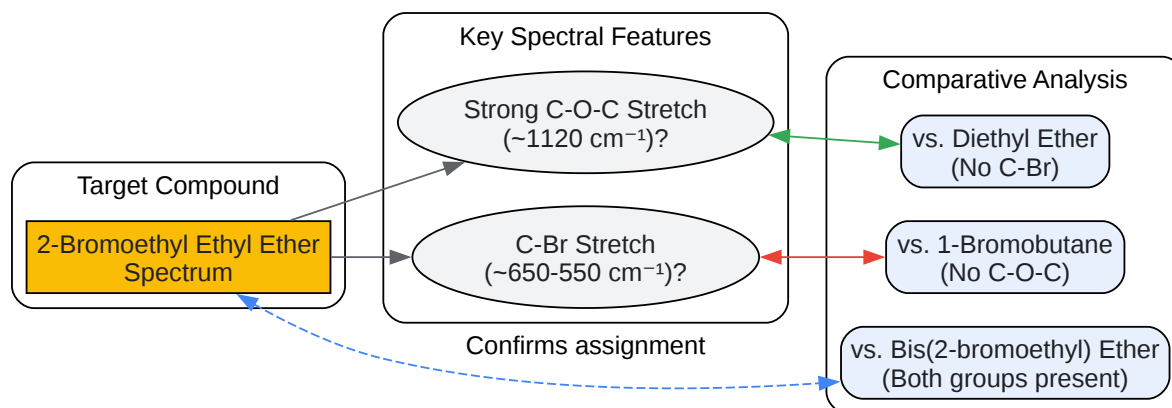 Key Spectral Features
Strong C-O-C Stretch
(~1120 cm⁻¹)?
C-Br Stretch
(~650-550 cm⁻¹)?
Confirms assignment
Target Compound
2-Bromoethyl Ethyl Ether
Spectrum
Comparative Analysis
vs. Diethyl Ether
(No C-Br)
vs. 1-Bromobutane
(No C-O-C)
vs. Bis(2-bromoethyl) Ether
(Both groups present)